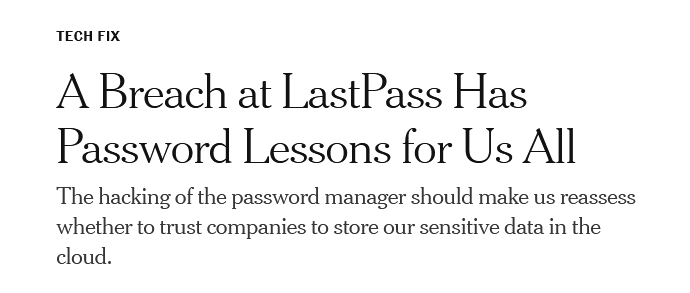 TECH FIX
A Breach at LastPass Has
Password Lessons for Us All
The hacking of the password manager should make us reassess
whether to trust companies to store our sensitive data in the
cloud.